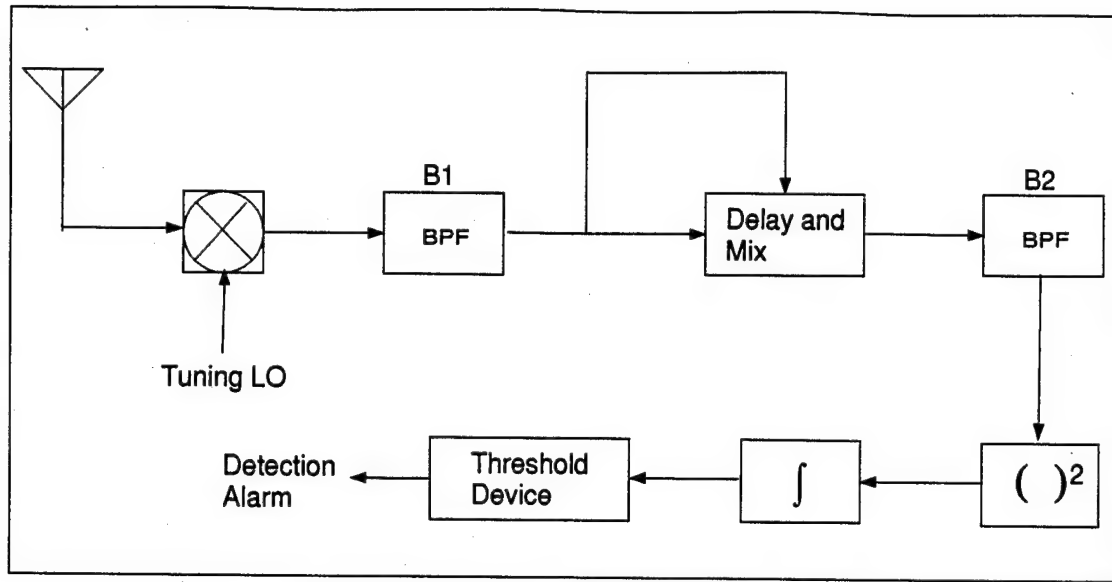 B1
BPF
Tuning LO
Delay and
Mix
B2
BPF
( )²
∫
Threshold
Device
Detection
Alarm